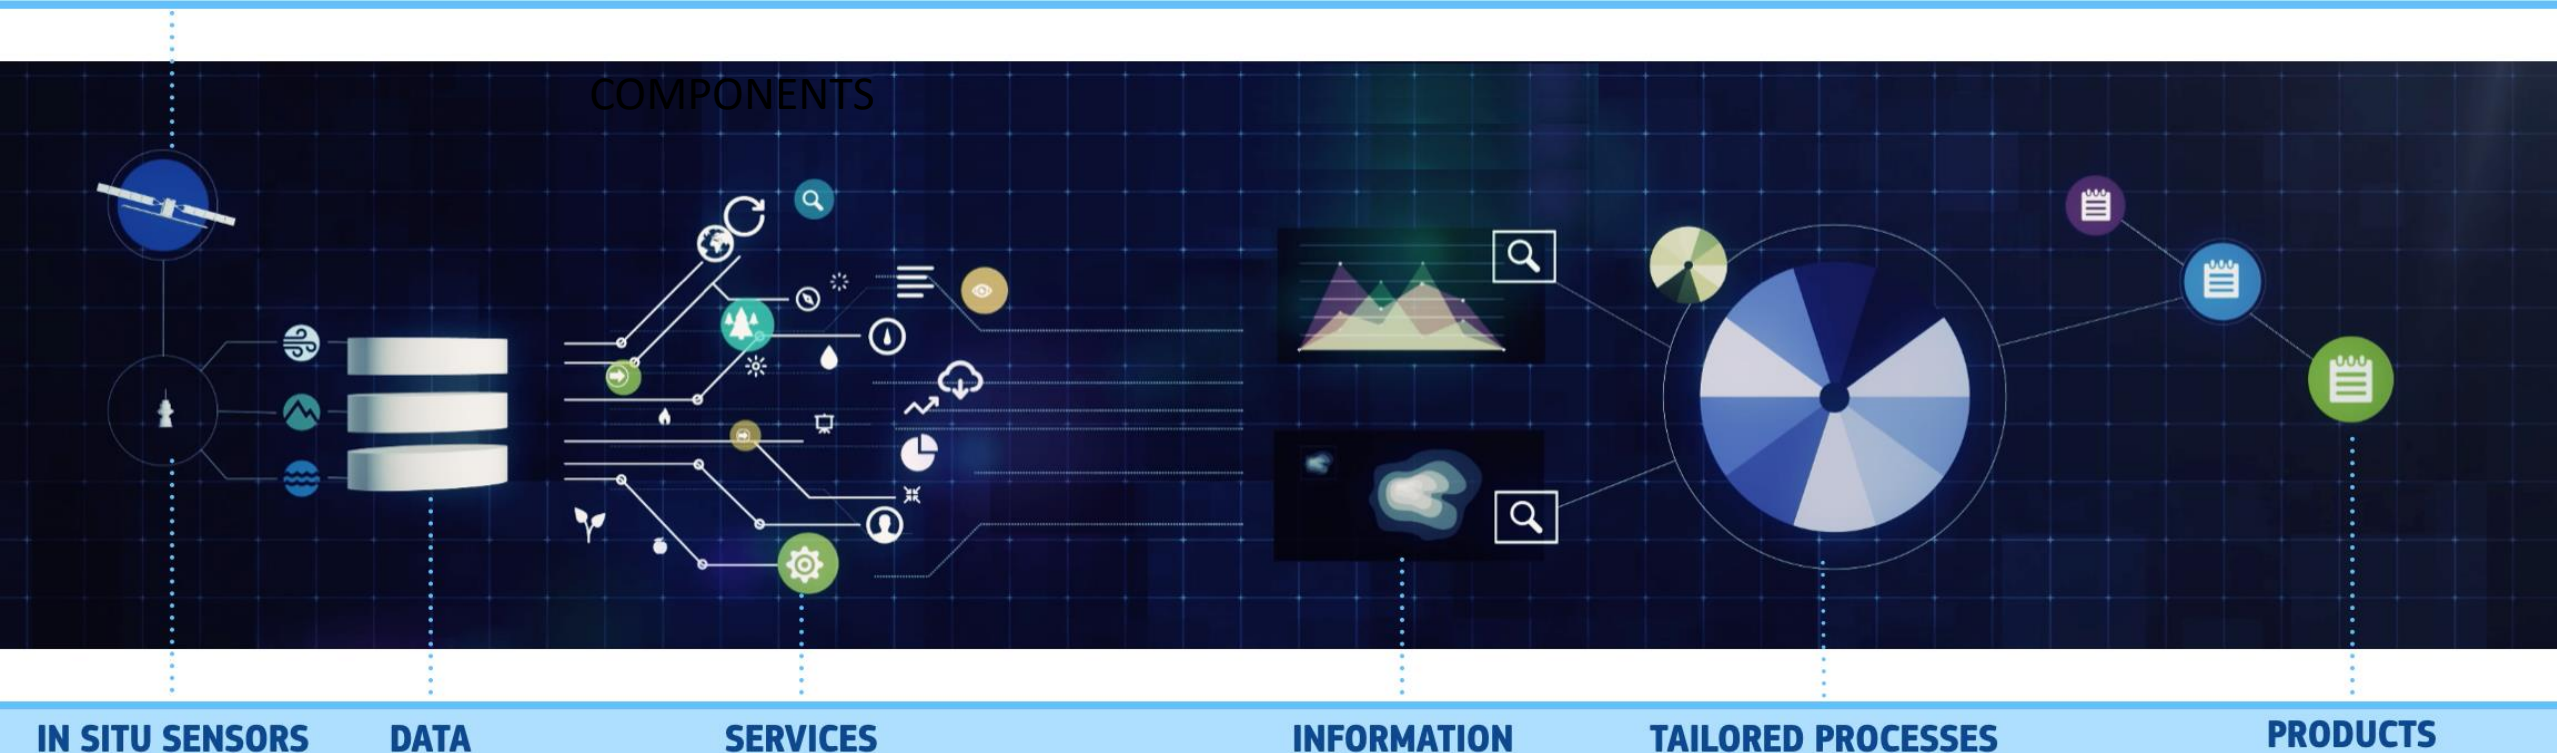 COMPONENTS
IN SITU SENSORS
DATA
SERVICES
INFORMATION
TAILORED PROCESSES
PRODUCTS